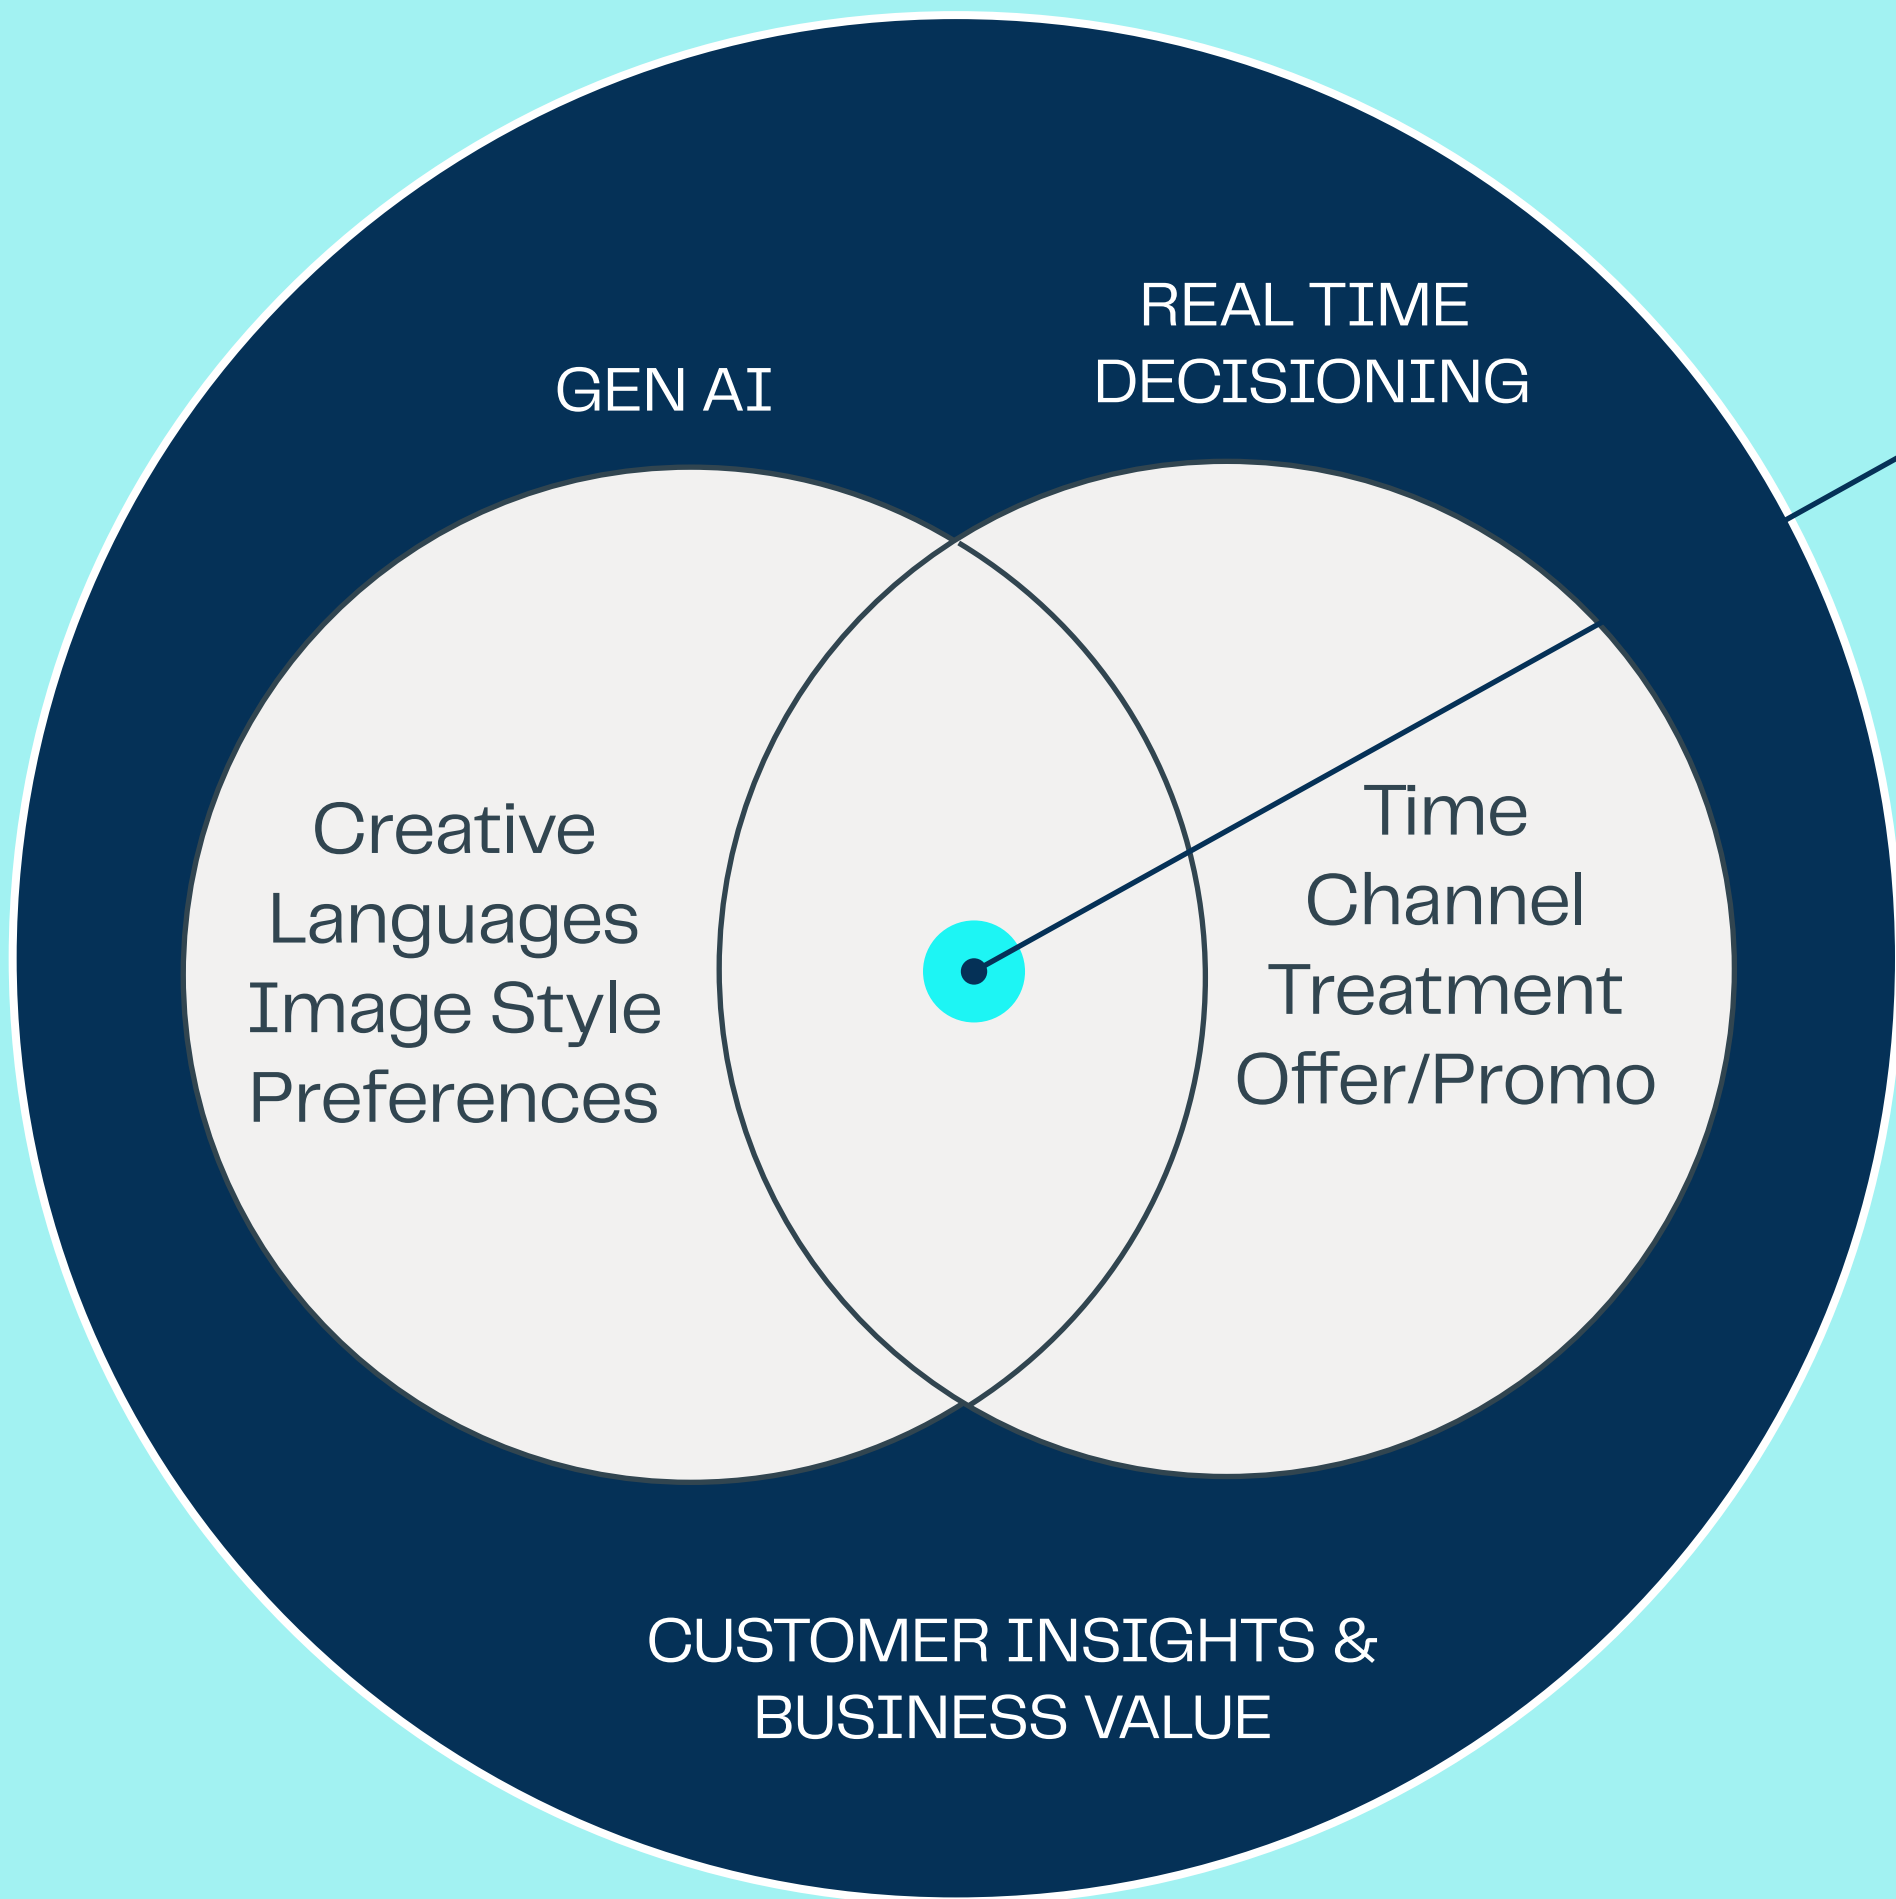 GEN AI
REAL TIME
DECISIONING
Creative
Languages
Image Style
Preferences
Time
Channel
Treatment
Offer/Promo
CUSTOMER INSIGHTS &
BUSINESS VALUE